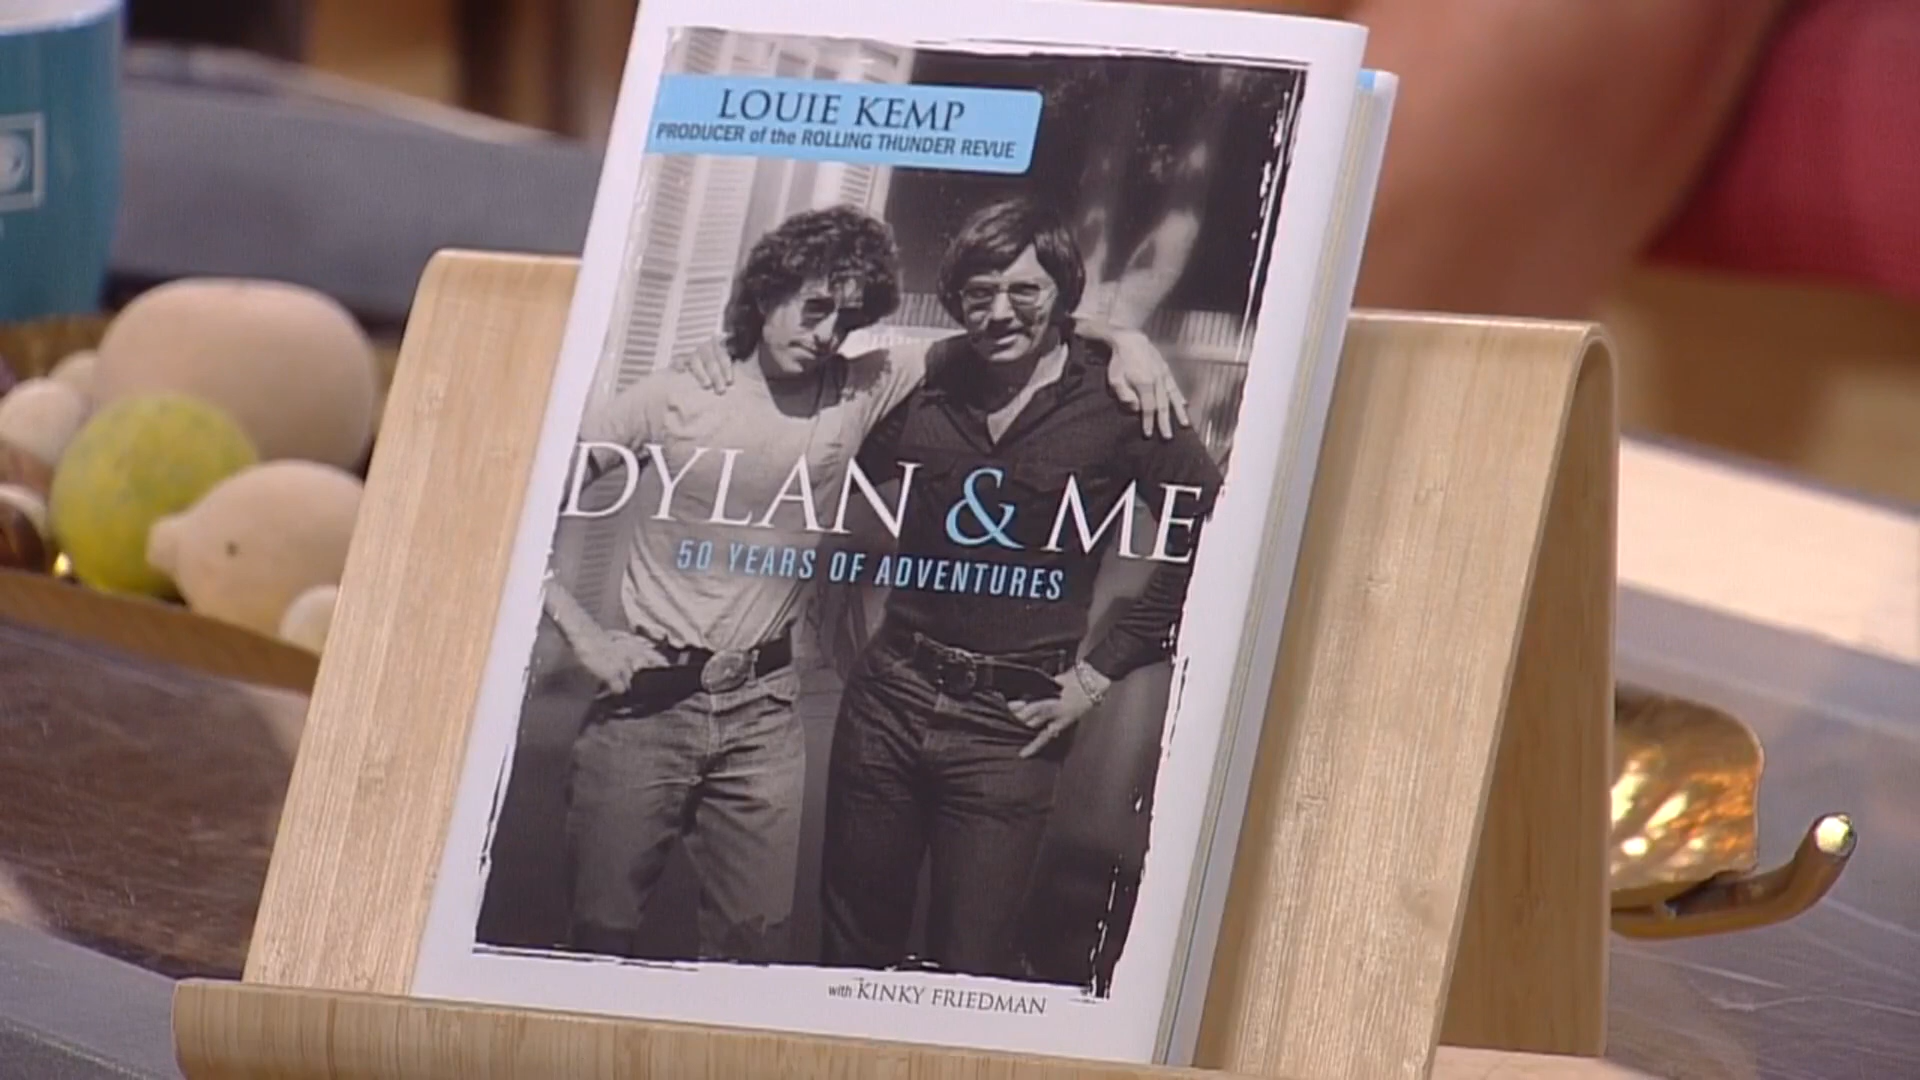 LOUIE KEMP
PRODUCER of the ROLLING THUNDER REVUE
DYLAN & ME
50 YEARS OF ADVENTURES
with KINKY FRIEDMAN